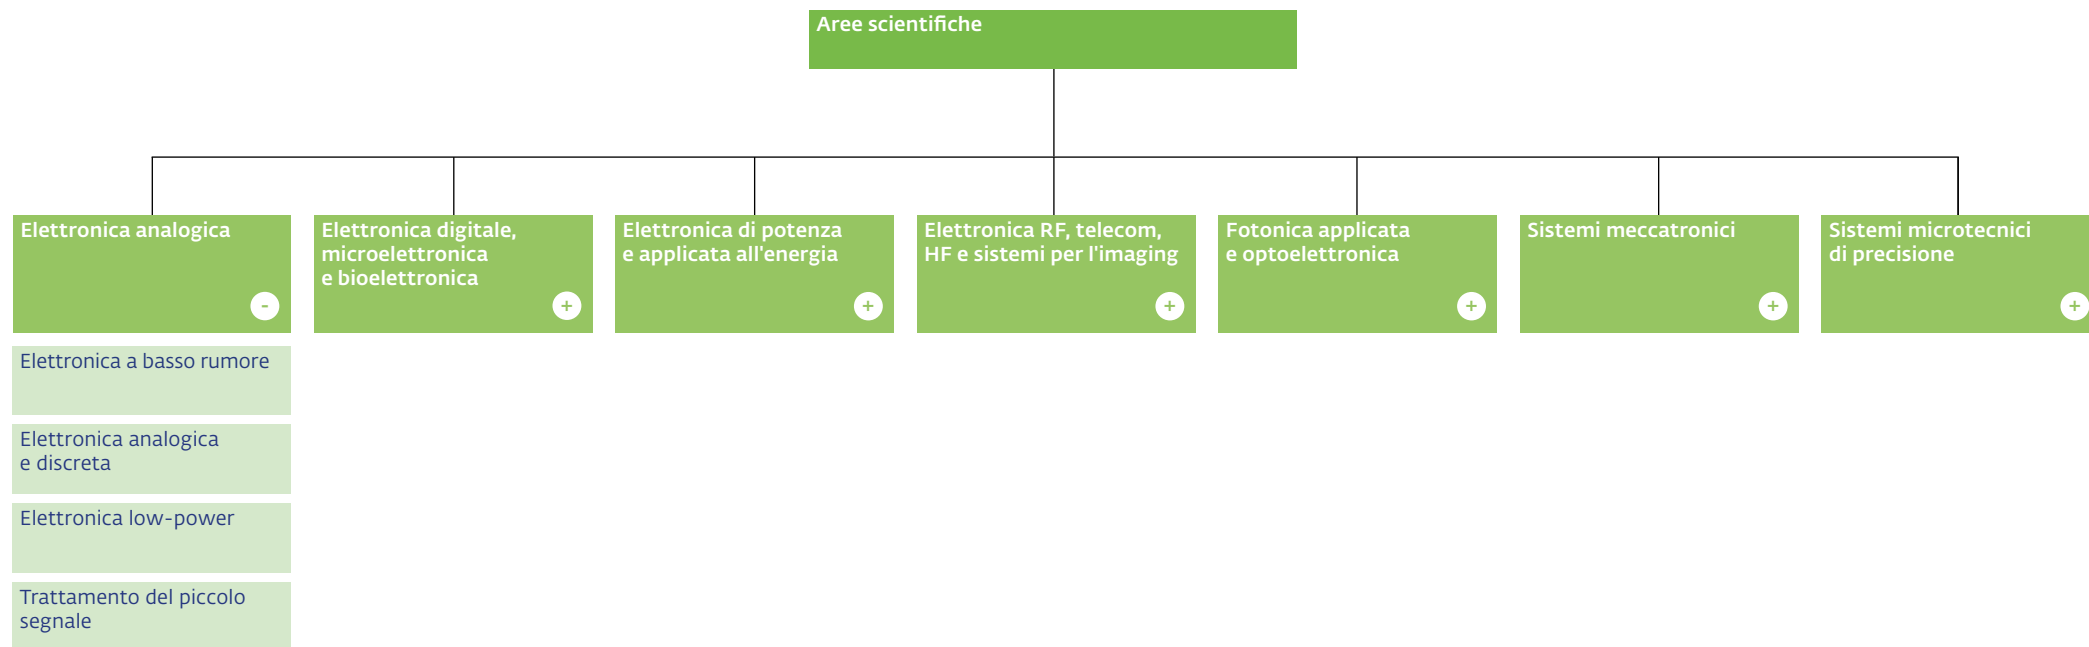 Aree scientifiche
Elettronica analogica
-
Elettronica digitale,
microelettronica
e bioelettronica
+
Elettronica di potenza
e applicata all'energia
+
Elettronica RF, telecom,
HF e sistemi per l'imaging
+
Fotonica applicata
e optoelettronica
+
Sistemi meccatronici
+
Sistemi microtecnici
di precisione
+
Elettronica a basso rumore
Elettronica analogica
e discreta
Elettronica low-power
Trattamento del piccolo
segnale